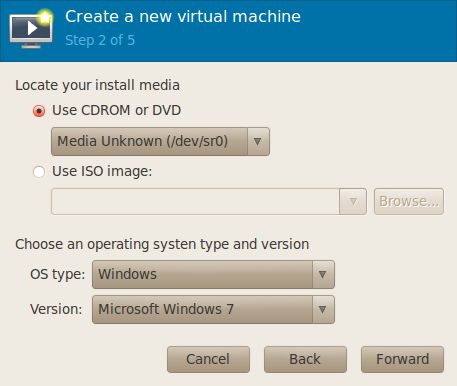 Create a new virtual machine
Step 2 of 5
Locate your install media
Use CDROM or DVD
Media Unknown (/dev/sr0)
Use ISO image:
Browse...
Choose an operating systen type and version
OS type: Windows
Version: Microsoft Windows 7
Cancel Back Forward